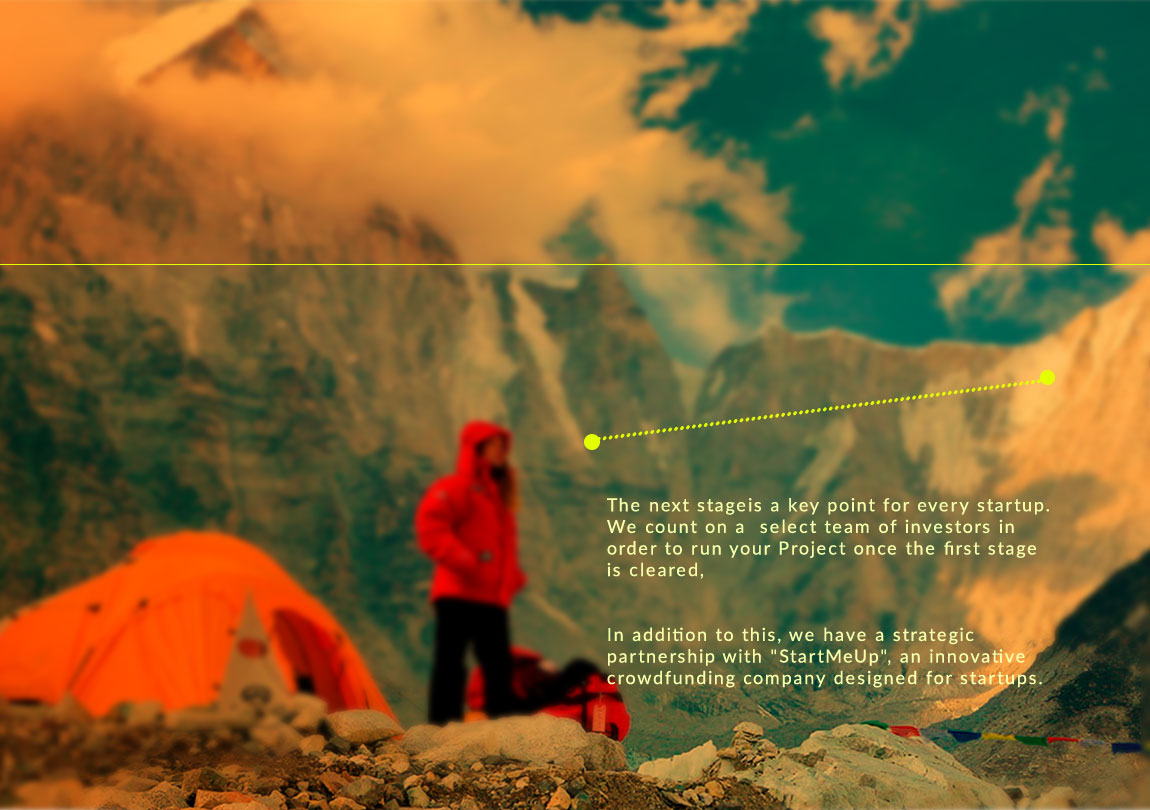 The next stageis a key point for every startup.
We count on a  select team of investors in
order to run your Project once the first stage
is cleared,
In addition to this, we have a strategic
partnership with "StartMeUp", an innovative
crowdfunding company designed for startups.